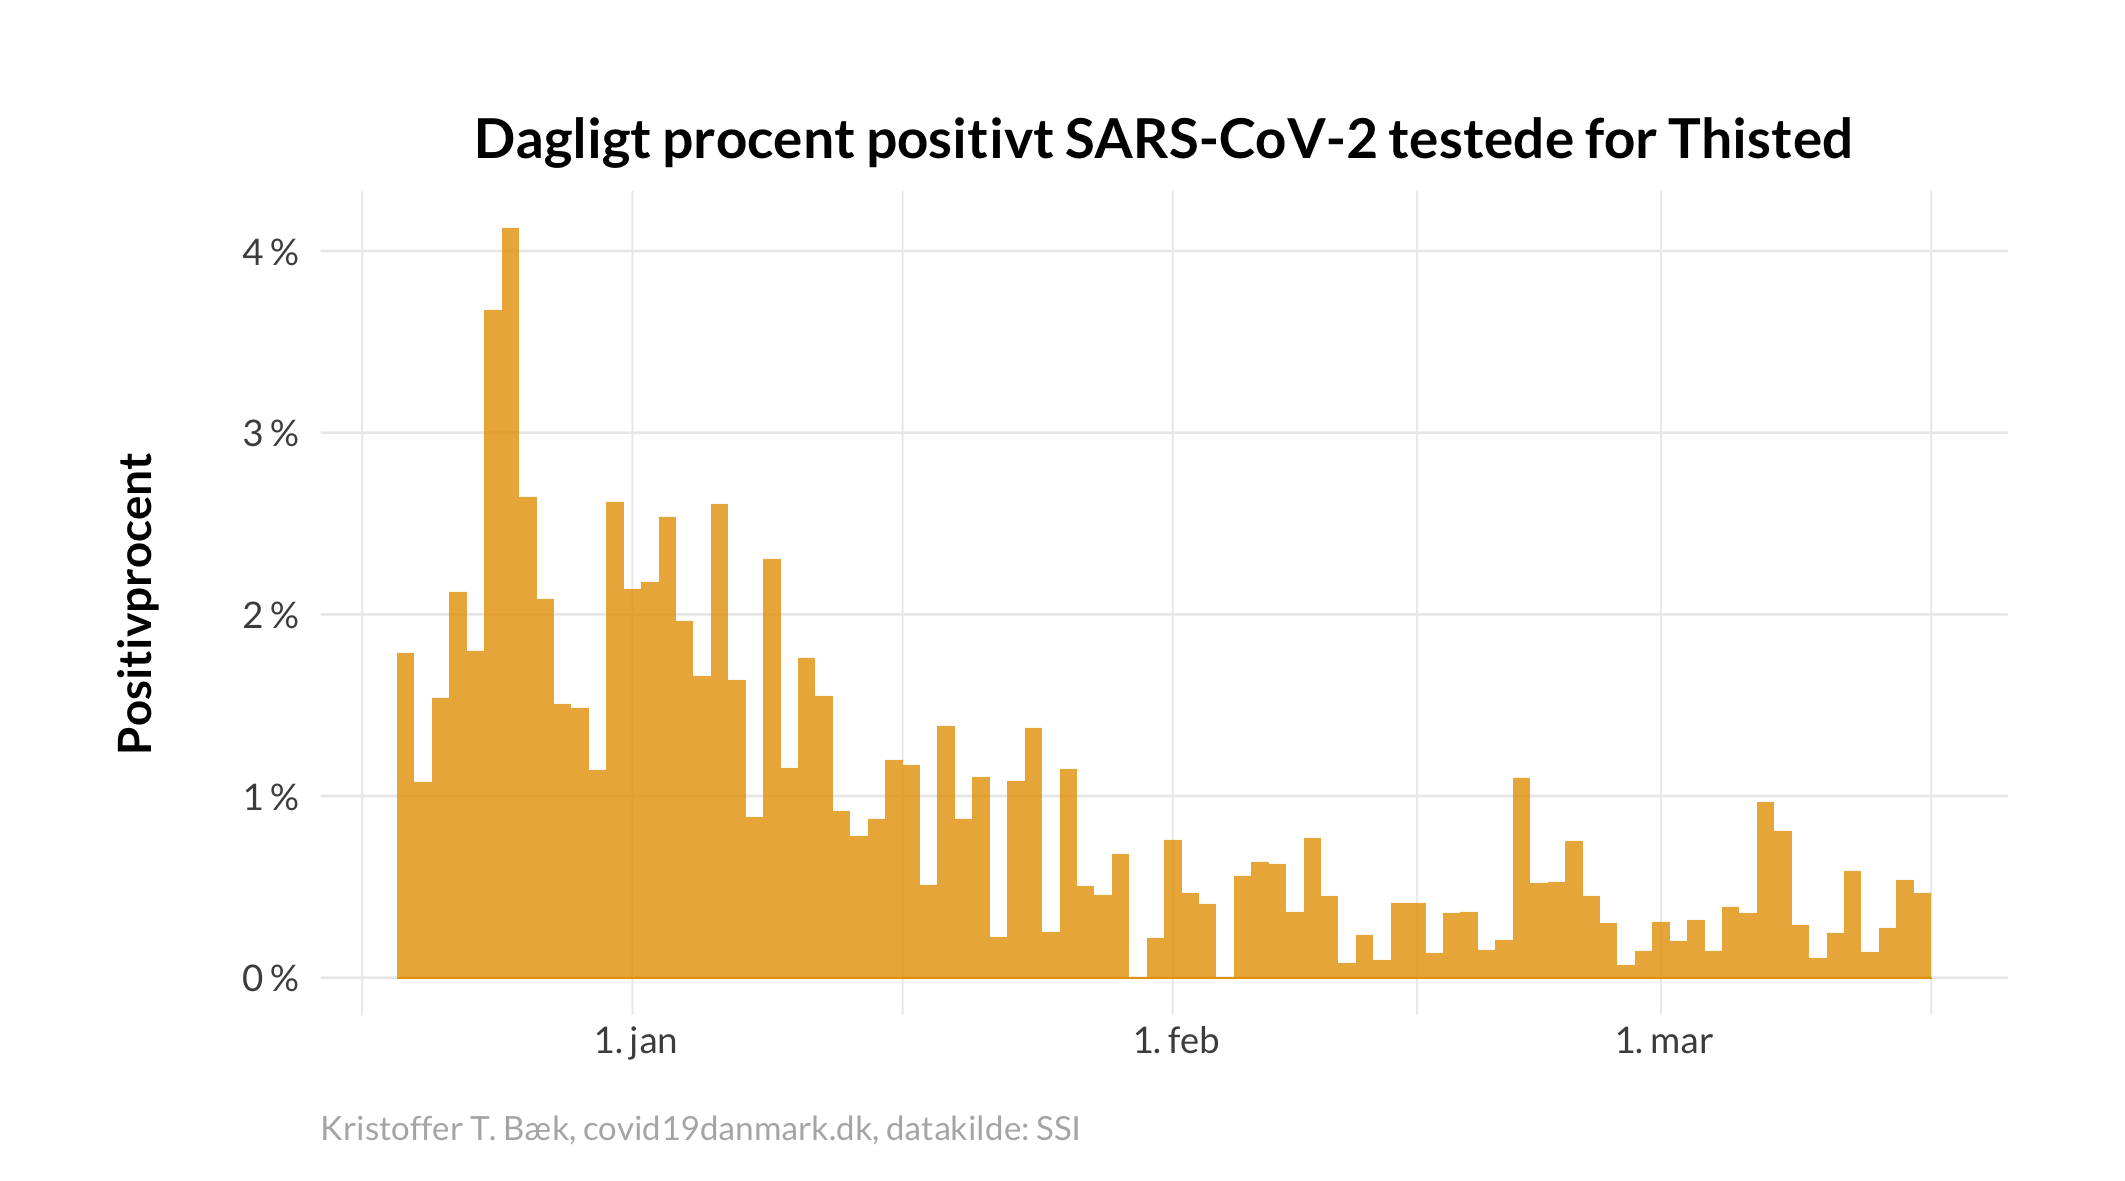 Dagligt procent positivt SARS-CoV-2 testede for Thisted
Positivprocent
4 %
3 %
2 %
1 %
0 %
1. jan
1. feb
1. mar
Kristoffer T. Bæk, covid19danmark.dk, datakilde: SSI